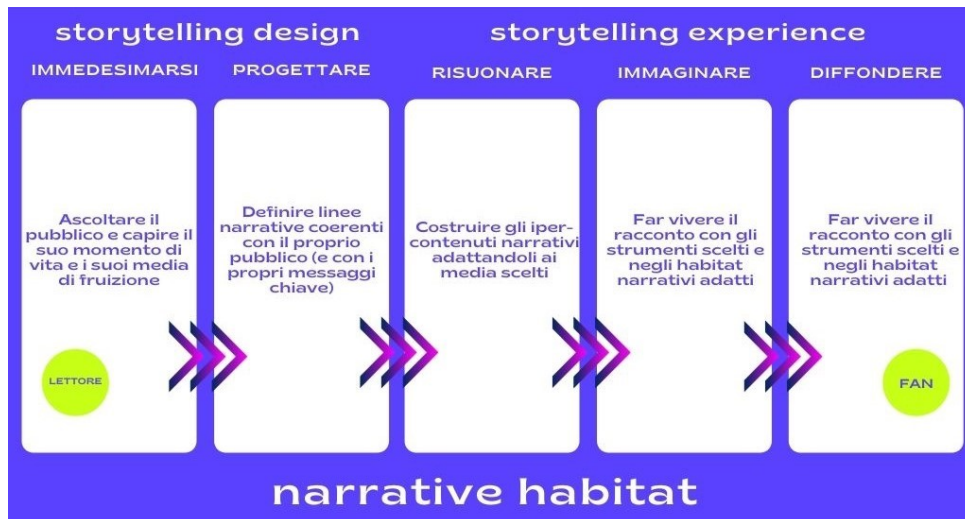 storytelling design
storytelling experience
IMMEDESIMARSI
PROGETTARE
RISUONARE
IMMAGINARE
DIFFONDERE
Ascoltare il
pubblico e capire il
suo momento di
vita e i suoi media
di fruizione
LETTORE
Definire linee
narrative coerenti
con il proprio
pubblico (e con i
propri messaggi
chiave)
Costruire gli iper-
contenuti narrativi
adattandoli ai
media scelti
Far vivere il
racconto con gli
strumenti scelti e
negli habitat
narrativi adatti
Far vivere il
racconto con gli
strumenti scelti e
negli habitat
narrativi adatti
FAN
narrative habitat